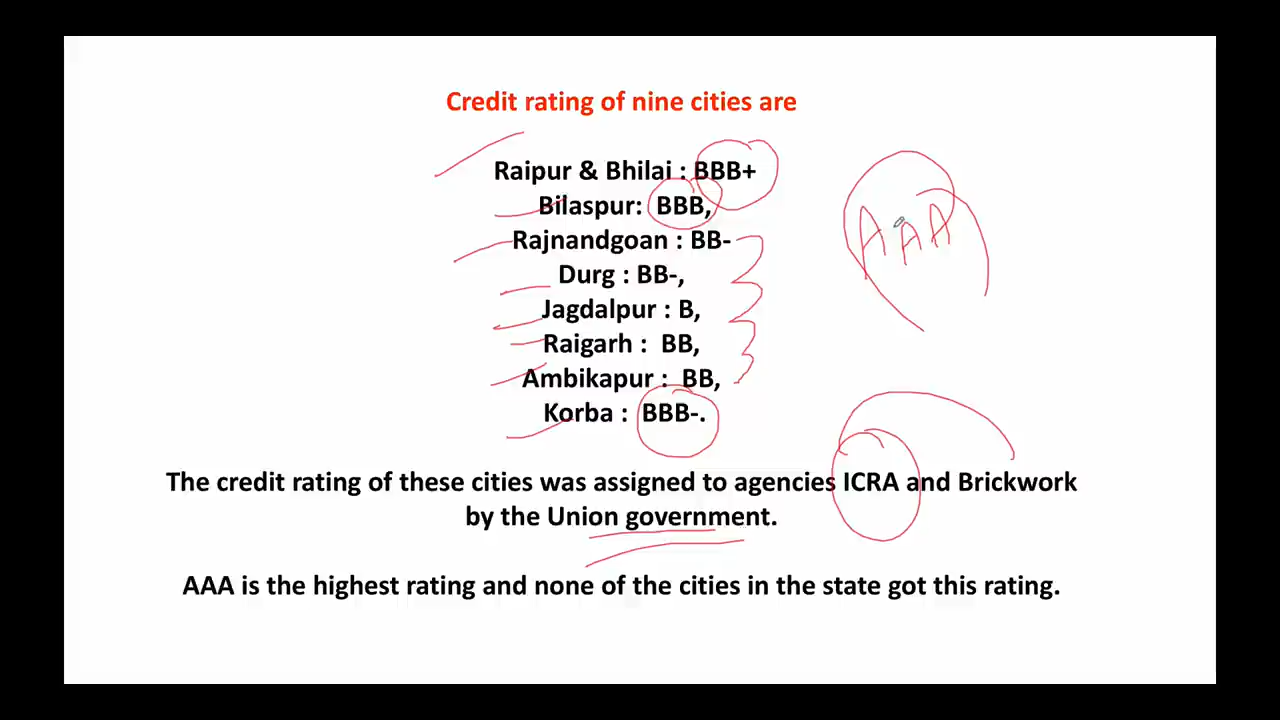 Credit rating of nine cities are
Raipur & Bhilai : BBB+
Bilaspur: BBB,
Rajnandgoan : BB-
Durg : BB-,
Jagdalpur : B,
Raigarh : BB,
Ambikapur : BB,
Korba : BBB-.
AAA
The credit rating of these cities was assigned to agencies ICRA and Brickwork
by the Union government.
AAA is the highest rating and none of the cities in the state got this rating.